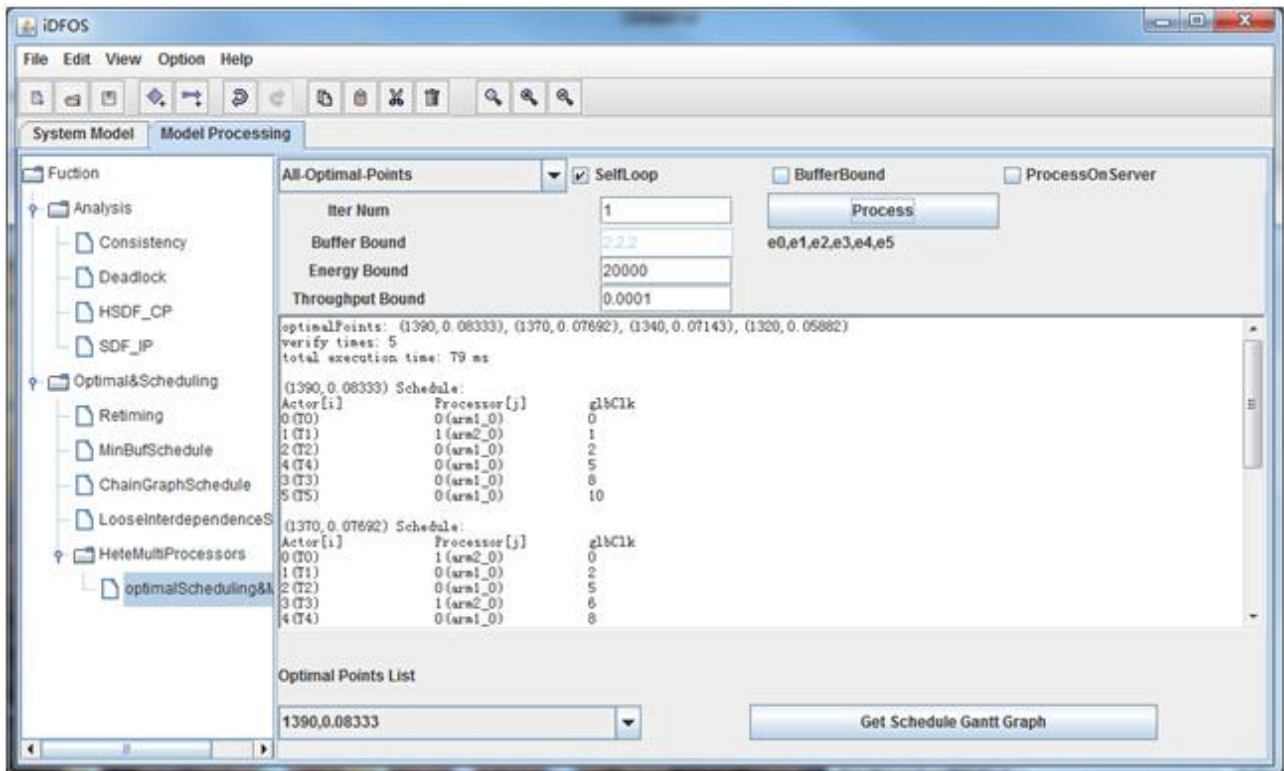 iDFOS
File Edit View Option Help
System Model Model Processing
Fuction
Analysis
Consistency
Deadlock
HSDF_CP
SDF_IP
Optimal&Scheduling
Retiming
MinBufSchedule
ChainGraphSchedule
LooseInterdependenceS
HeteMultiProcessors
optimalScheduling&
All-Optimal-Points SelfLoop BufferBound ProcessOnServer
Iter Num 1 Process
Buffer Bound 2.2.2 e0,e1,e2,e3,e4,e5
Energy Bound 20000
Throughput Bound 0.0001
optimalPoints: (1390,0.08333), (1370,0.07692), (1340,0.07143), (1320,0.05882)
verify times: 5
total execution time: 79 ms
(1390,0.08333) Schedule:
Actor[i] Processor[j] glbClk
0(T0) 0(arm1_0) 0
1(T1) 1(arm2_0) 1
2(T2) 0(arm1_0) 2
4(T4) 0(arm1_0) 5
3(T3) 0(arm1_0) 8
5(T5) 0(arm1_0) 10
(1370,0.07692) Schedule:
Actor[i] Processor[j] glbClk
0(T0) 1(arm2_0) 0
1(T1) 0(arm1_0) 2
2(T2) 0(arm1_0) 5
3(T3) 1(arm2_0) 6
4(T4) 0(arm1_0) 8
Optimal Points List
1390,0.08333 Get Schedule Gantt Graph